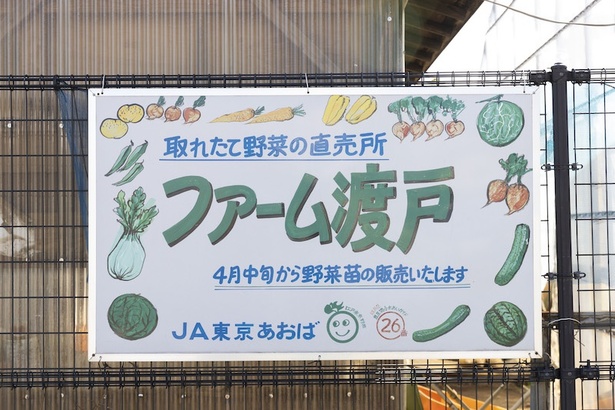 取れたて野菜の直売所
ファーム渡戸
4月中旬から野菜苗の販売いたします
JA東京あおば
26